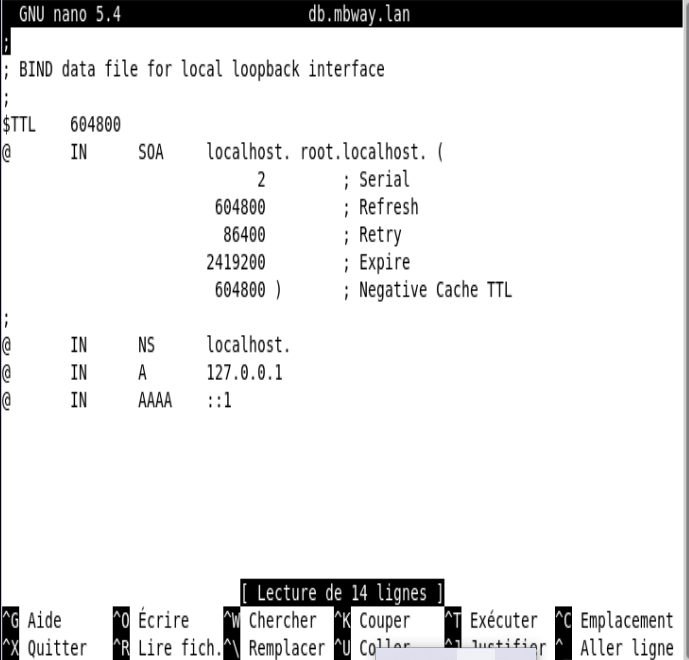 GNU nano 5.4 db.mbway.lan
;
; BIND data file for local loopback interface
;
$TTL 604800
@ IN SOA localhost. root.localhost. (
2 ; Serial
604800 ; Refresh
86400 ; Retry
2419200 ; Expire
604800 ) ; Negative Cache TTL
;
@ IN NS localhost.
@ IN A 127.0.0.1
@ IN AAAA ::1
[ Lecture de 14 lignes ]
^G Aide ^O Écrire ^W Chercher ^K Couper ^T Exécuter ^C Emplacement
^X Quitter ^R Lire fich. ^\ Remplacer ^U Coller ^J Justifier ^ Aller ligne